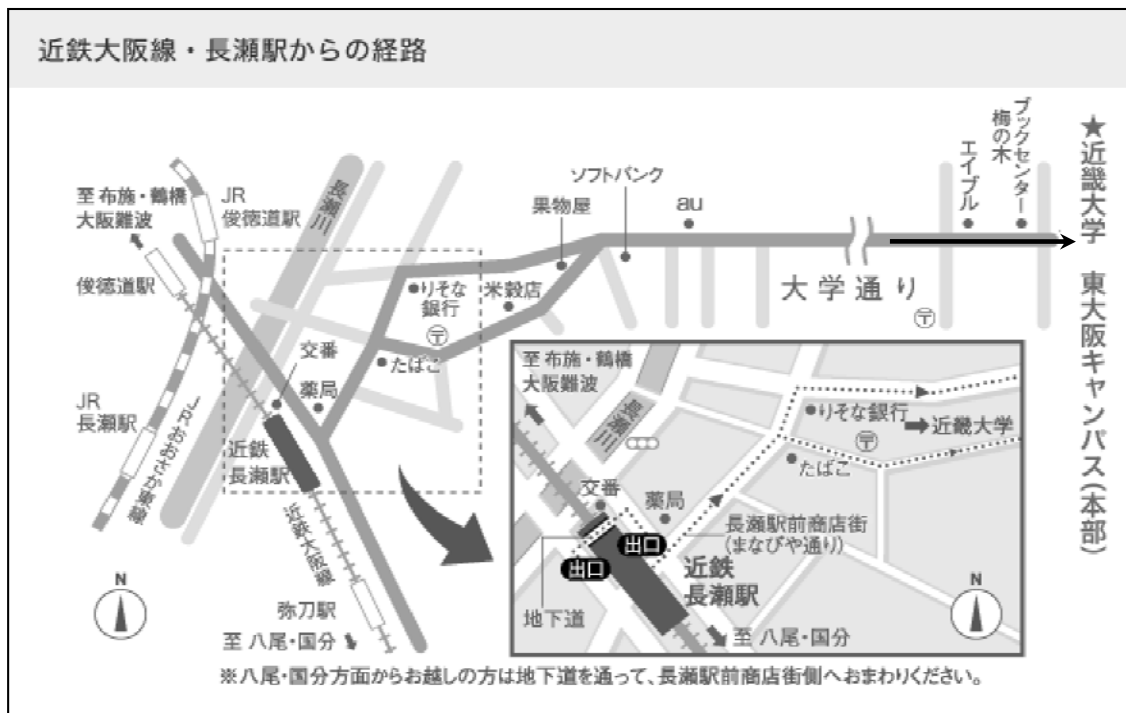 近鉄大阪線・長瀬駅からの経路
至 布施・鶴橋
大阪難波
JR
俊徳道駅
長瀬川
俊徳道駅
JR
長瀬駅
JRおおさか東線
交番
薬局
近鉄
長瀬駅
近鉄大阪線
弥刀駅
至 八尾・国分
りそな
銀行
〒
たばこ
米穀店
果物屋
ソフトバンク
au
大学通り
〒
エイブル
ブックセンター
梅の木
★近畿大学 東大阪キャンパス(本部)
N
至 布施・鶴橋
大阪難波
長瀬川
りそな銀行
〒
近畿大学
たばこ
交番
薬局
長瀬駅前商店街
(まなびや通り)
出口
出口
近鉄
長瀬駅
地下道
至 八尾・国分
N
※八尾・国分方面からお越しの方は地下道を通って、長瀬駅前商店街側へおまわりください。